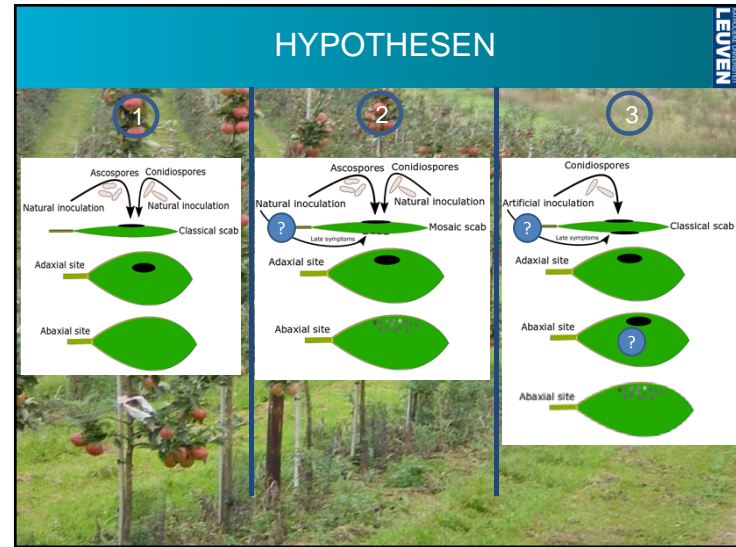 HYPOTHESEN
KATHOLIEKE UNIVERSITEIT
LEUVEN
1
Ascospores Conidiospores
Natural inoculation Natural inoculation
Classical scab
Adaxial site
Abaxial site
2
Ascospores Conidiospores
Natural inoculation Natural inoculation
?
Mosaic scab
Late symptoms
Adaxial site
Abaxial site
3
Conidiospores
Artificial inoculation
?
Classical scab
Late symptoms
Adaxial site
Abaxial site
?
Abaxial site